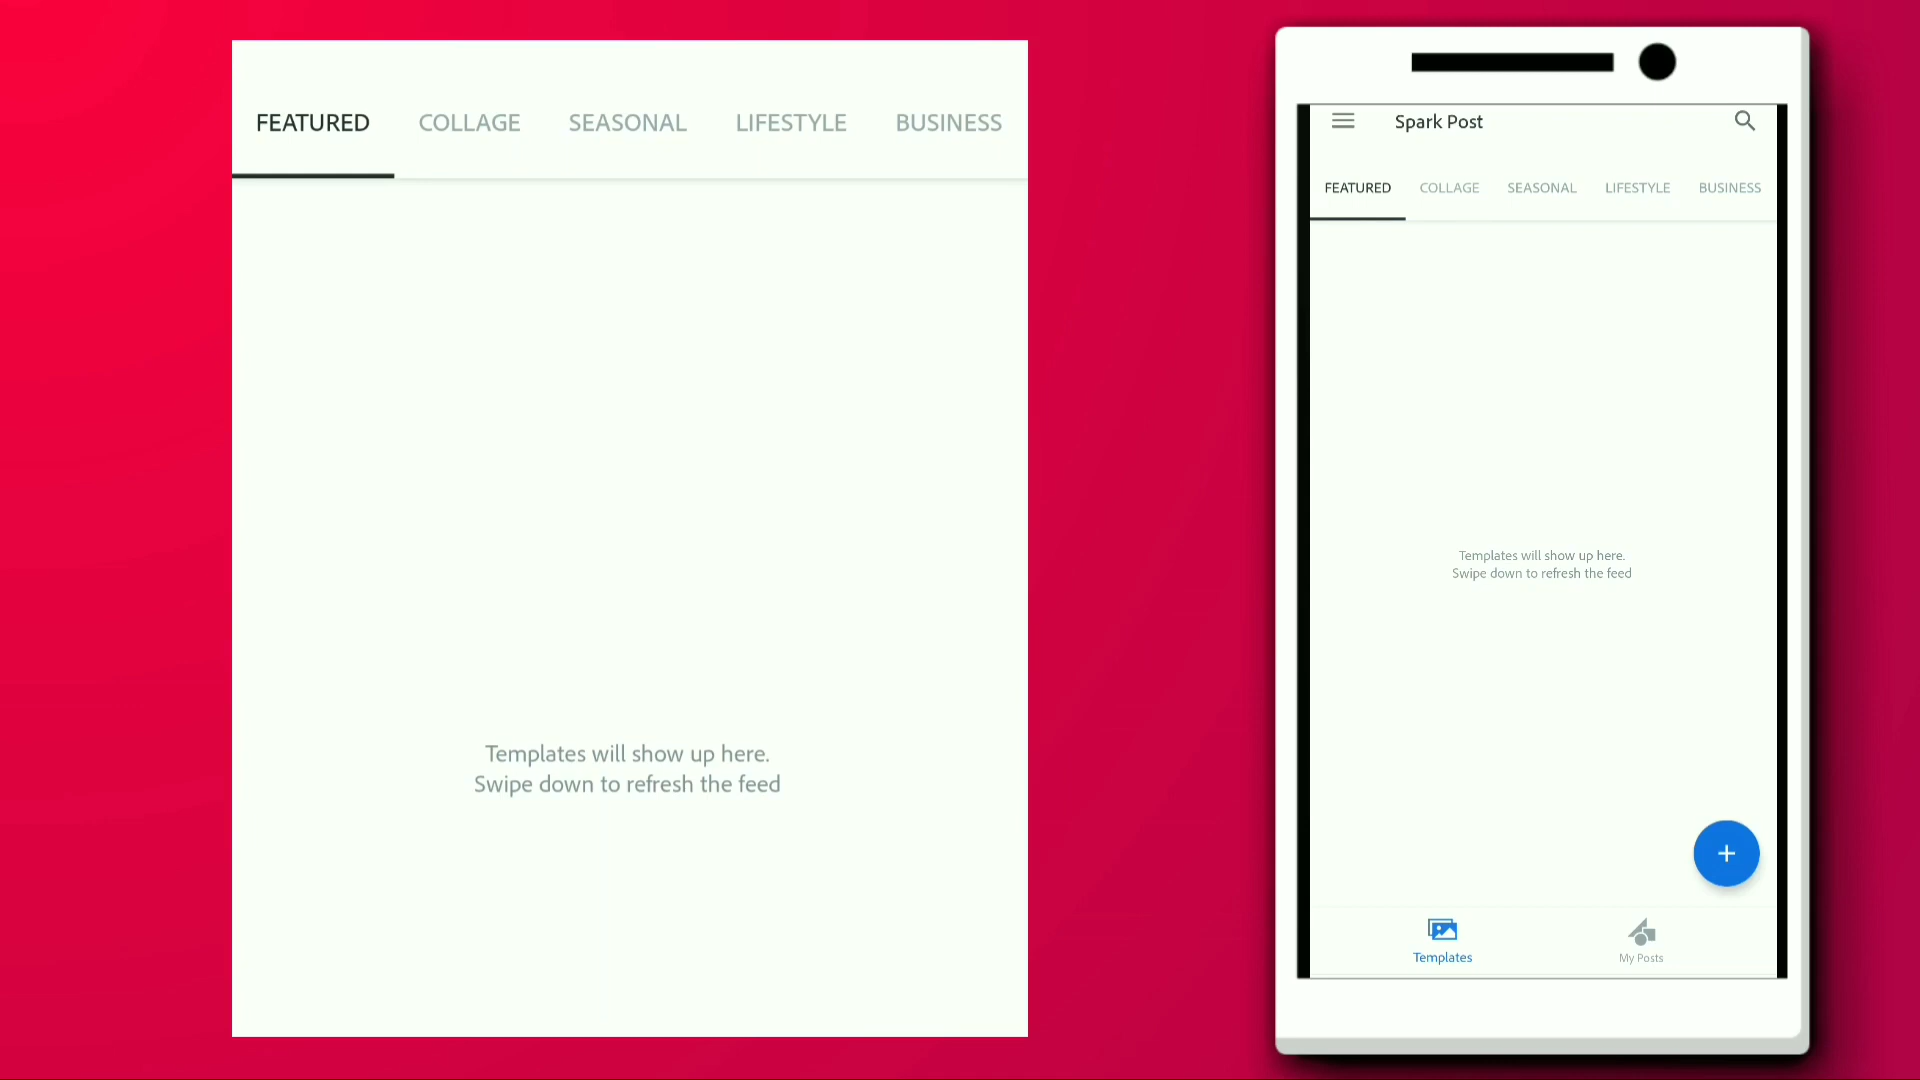 FEATURED COLLAGE SEASONAL LIFESTYLE BUSINESS
Templates will show up here.
Swipe down to refresh the feed
Spark Post
FEATURED COLLAGE SEASONAL LIFESTYLE BUSINESS
Templates will show up here.
Swipe down to refresh the feed
Templates My Posts